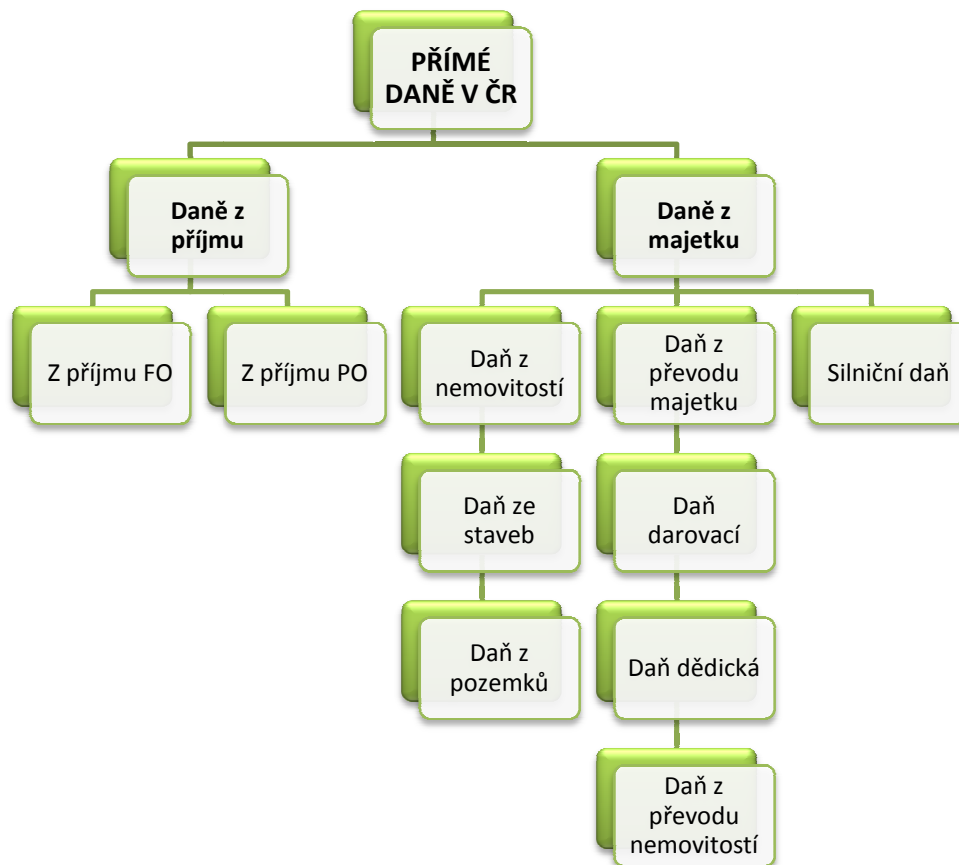 PŘÍMÉ
DANĚ V ČR
Daně z
příjmu
Daně z
majetku
Z příjmu FO
Z příjmu PO
Daň z
nemovitostí
Daň z
převodu
majetku
Silniční daň
Daň ze
staveb
Daň
darovací
Daň z
pozemků
Daň dědická
Daň z
převodu
nemovitostí